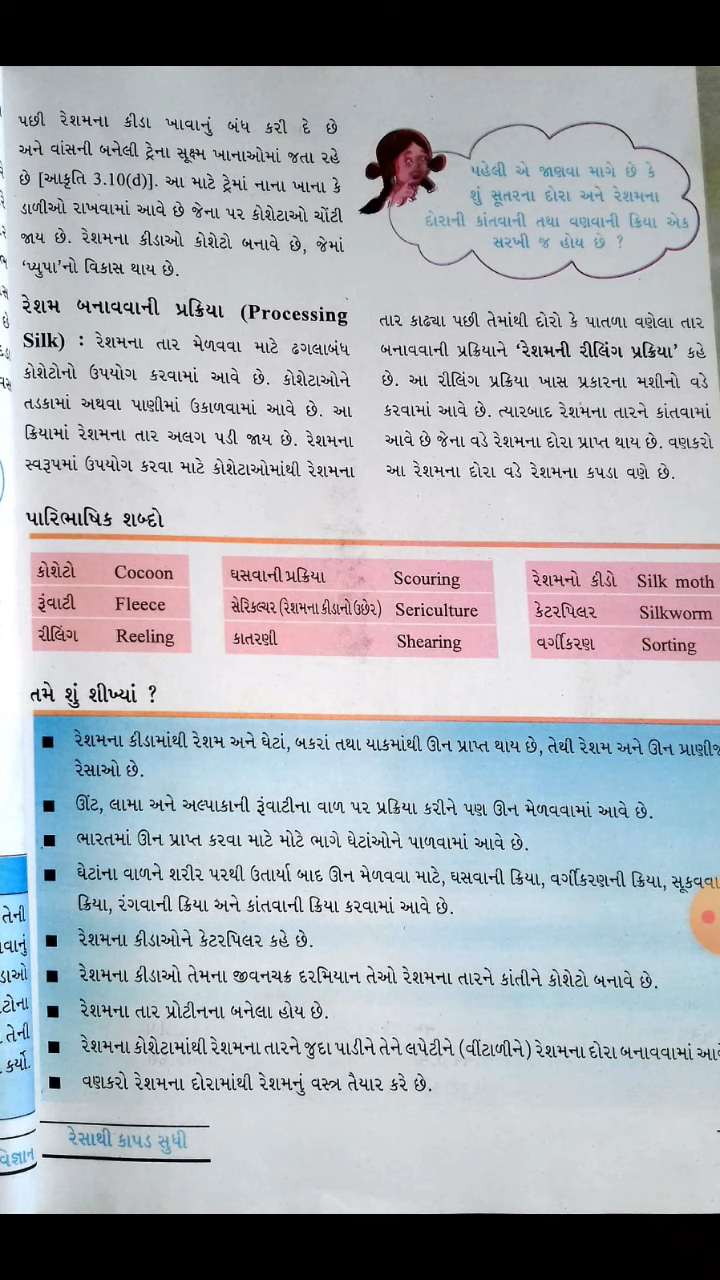 પછી રેશમના કીડા ખાવાનું બંધ કરી દે છે
અને વાંસની બનેલી ટ્રેના સૂક્ષ્મ ખાનાઓમાં જતા રહે
છે [આકૃતિ 3.10(d)]. આ માટે ટ્રેમાં નાના ખાના કે
ડાળીઓ રાખવામાં આવે છે જેના પર કોશેટાઓ ચોંટી
જાય છે. રેશમના કીડાઓ કોશેટો બનાવે છે, જેમાં
‘પ્યુપા’નો વિકાસ થાય છે.
પહેલી એ જાણવા માગે છે કે
શું સૂતરના દોરા અને રેશમના
દોરાની કાંતવાની તથા વણવાની ક્રિયા એક
સરખી જ હોય છે ?
રેશમ બનાવવાની પ્રક્રિયા (Processing
Silk) : રેશમના તાર મેળવવા માટે ઢગલાબંધ
કોશેટોનો ઉપયોગ કરવામાં આવે છે. કોશેટાઓને
તડકામાં અથવા પાણીમાં ઉકાળવામાં આવે છે. આ
ક્રિયામાં રેશમના તાર અલગ પડી જાય છે. રેશમના
સ્વરૂપમાં ઉપયોગ કરવા માટે કોશેટાઓમાંથી રેશમના
તાર કાઢ્યા પછી તેમાંથી દોરો કે પાતળા વણેલા તાર
બનાવવાની પ્રક્રિયાને ‘રેશમની રીલિંગ પ્રક્રિયા’ કહે
છે. આ રીલિંગ પ્રક્રિયા ખાસ પ્રકારના મશીનો વડે
કરવામાં આવે છે. ત્યારબાદ રેશમના તારને કાંતવામાં
આવે છે જેના વડે રેશમના દોરા પ્રાપ્ત થાય છે. વણકરો
આ રેશમના દોરા વડે રેશમના કપડા વણે છે.
પારિભાષિક શબ્દો
કોશેટો Cocoon
રૂંવાટી Fleece
રીલિંગ Reeling
ઘસવાની પ્રક્રિયા Scouring
સેરિકલ્ચર (રેશમના કીડાનો ઉછેર) Sericulture
કાતરણી Shearing
રેશમનો કીડો Silk moth
કેટરપિલર Silkworm
વર્ગીકરણ Sorting
તમે શું શીખ્યાં ?
■ રેશમના કીડામાંથી રેશમ અને ઘેટાં, બકરાં તથા યાકમાંથી ઊન પ્રાપ્ત થાય છે, તેથી રેશમ અને ઊન પ્રાણીજ
રેસાઓ છે.
■ ઊંટ, લામા અને અલ્પાકાની રૂંવાટીના વાળ પર પ્રક્રિયા કરીને પણ ઊન મેળવવામાં આવે છે.
■ ભારતમાં ઊન પ્રાપ્ત કરવા માટે મોટે ભાગે ઘેટાંઓને પાળવામાં આવે છે.
■ ઘેટાંના વાળને શરીર પરથી ઉતાર્યા બાદ ઊન મેળવવા માટે, ઘસવાની ક્રિયા, વર્ગીકરણની ક્રિયા, સૂકવવા
ક્રિયા, રંગવાની ક્રિયા અને કાંતવાની ક્રિયા કરવામાં આવે છે.
■ રેશમના કીડાઓને કેટરપિલર કહે છે.
■ રેશમના કીડાઓ તેમના જીવનચક્ર દરમિયાન તેઓ રેશમના તારને કાંતીને કોશેટો બનાવે છે.
■ રેશમના તાર પ્રોટીનના બનેલા હોય છે.
■ રેશમના કોશેટામાંથી રેશમના તારને જુદા પાડીને તેને લપેટીને (વીંટાળીને) રેશમના દોરા બનાવવામાં આવે
■ વણકરો રેશમના દોરામાંથી રેશમનું વસ્ત્ર તૈયાર કરે છે.
રેસાથી કાપડ સુધી
તેની
તેની
કર્યો.